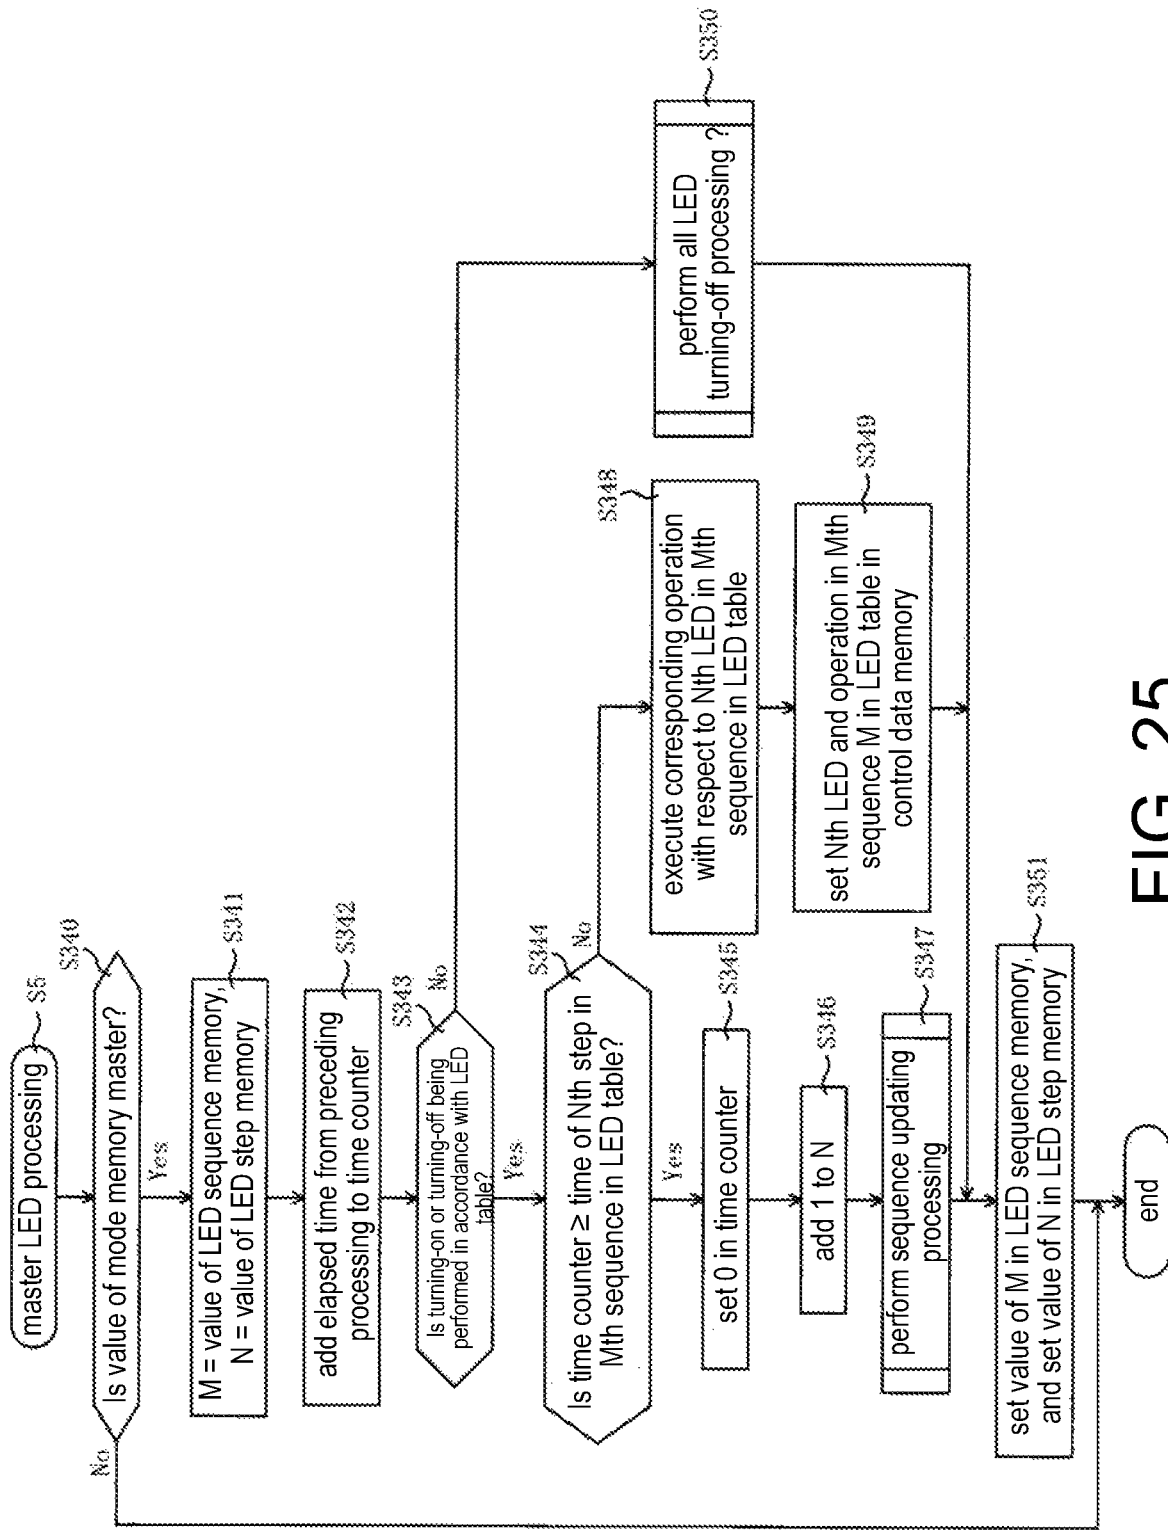 master LED processing
S5
Is value of mode memory master?
S340
No
Yes
M = value of LED sequence memory,
N = value of LED step memory
S341
add elapsed time from preceding
processing to time counter
S342
Is turning-on or turning-off being
performed in accordance with LED
table?
S343
No
Yes
Is time counter ≥ time of Nth step in
Mth sequence in LED table?
S344
No
Yes
set 0 in time counter
S345
add 1 to N
S346
perform sequence updating
processing
S347
execute corresponding operation
with respect to Nth LED in Mth
sequence in LED table
S348
set Nth LED and operation in Mth
sequence M in LED table in
control data memory
S349
perform all LED
turning-off processing ?
S350
set value of M in LED sequence memory,
and set value of N in LED step memory
S351
end
FIG. 25